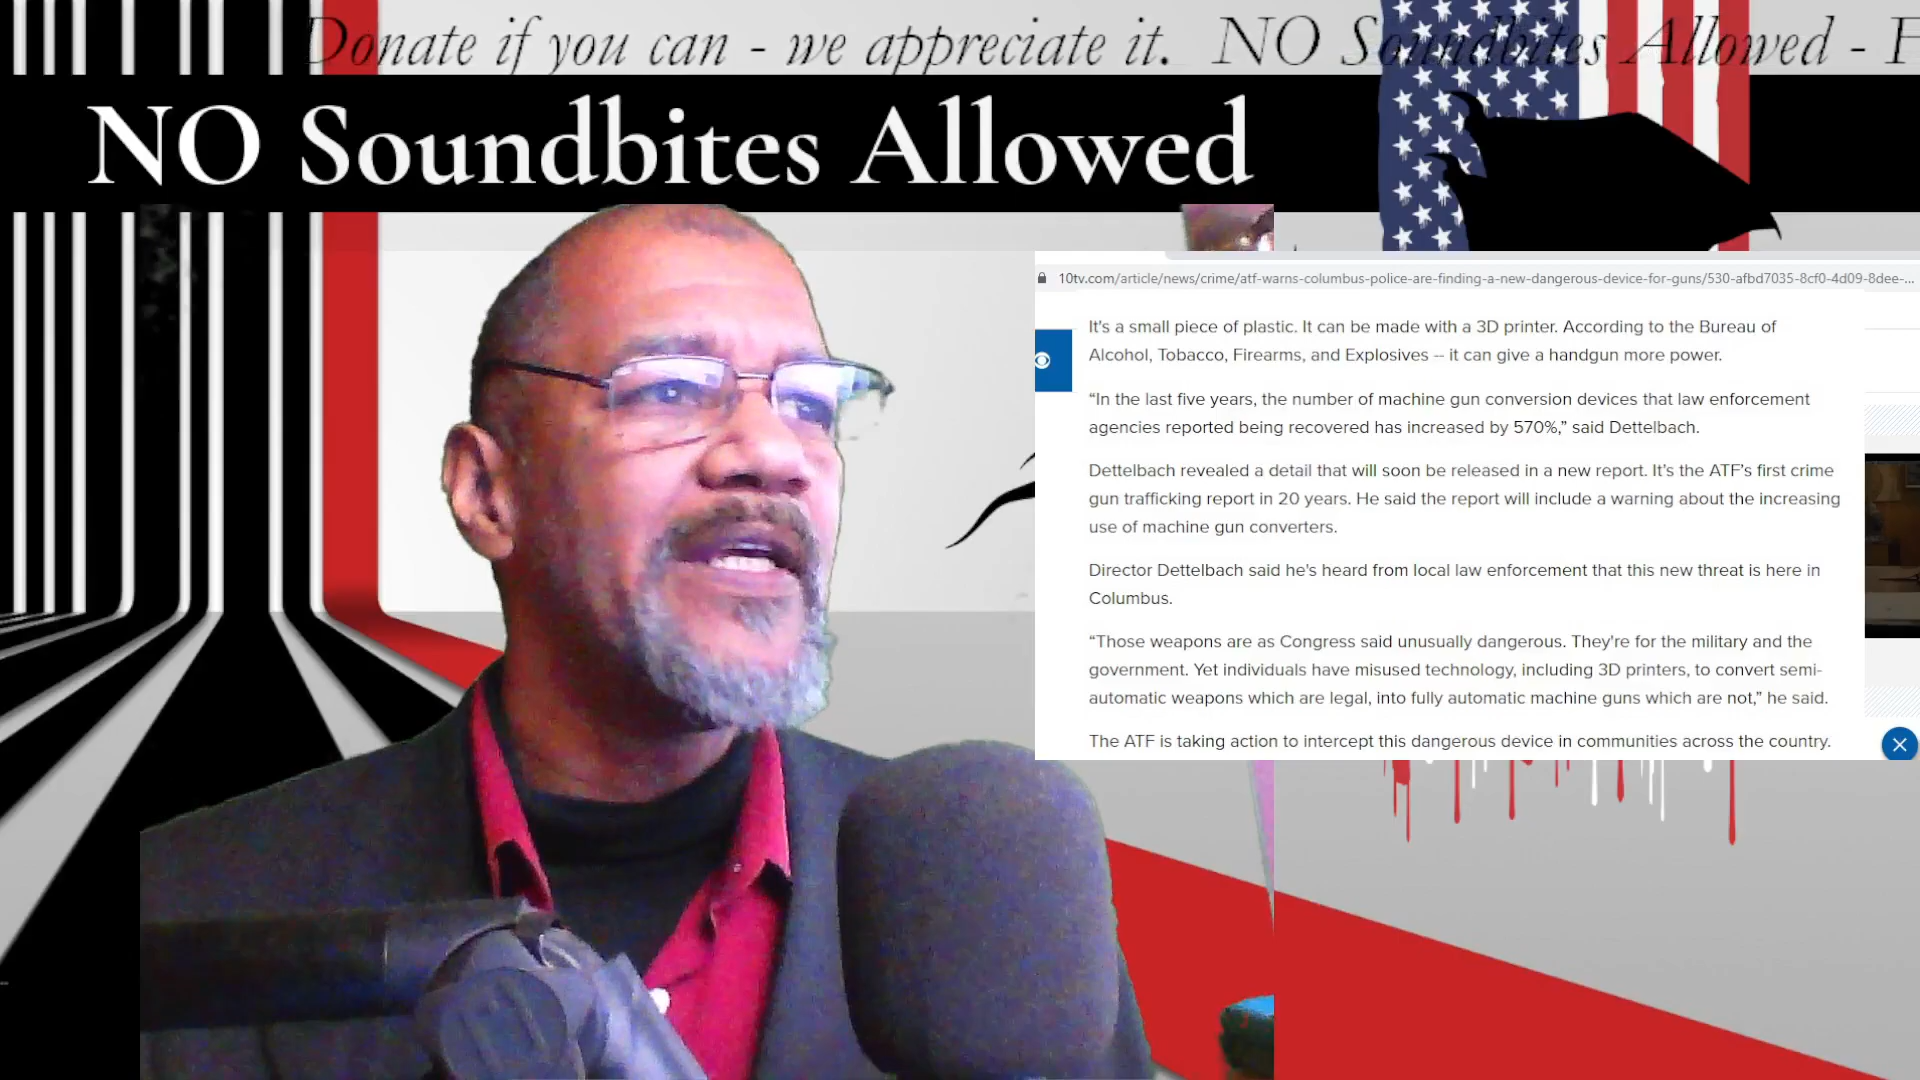 Donate if you can - we appreciate it. NO Soundbites Allowed - F
NO Soundbites Allowed
10tv.com/article/news/crime/atf-warns-columbus-police-are-finding-a-new-dangerous-device-for-guns/530-afbd7035-8cf0-4d09-8dee-...
It's a small piece of plastic. It can be made with a 3D printer. According to the Bureau of
Alcohol, Tobacco, Firearms, and Explosives -- it can give a handgun more power.
“In the last five years, the number of machine gun conversion devices that law enforcement
agencies reported being recovered has increased by 570%,” said Dettelbach.
Dettelbach revealed a detail that will soon be released in a new report. It’s the ATF’s first crime
gun trafficking report in 20 years. He said the report will include a warning about the increasing
use of machine gun converters.
Director Dettelbach said he's heard from local law enforcement that this new threat is here in
Columbus.
“Those weapons are as Congress said unusually dangerous. They're for the military and the
government. Yet individuals have misused technology, including 3D printers, to convert semi-
automatic weapons which are legal, into fully automatic machine guns which are not,” he said.
The ATF is taking action to intercept this dangerous device in communities across the country.